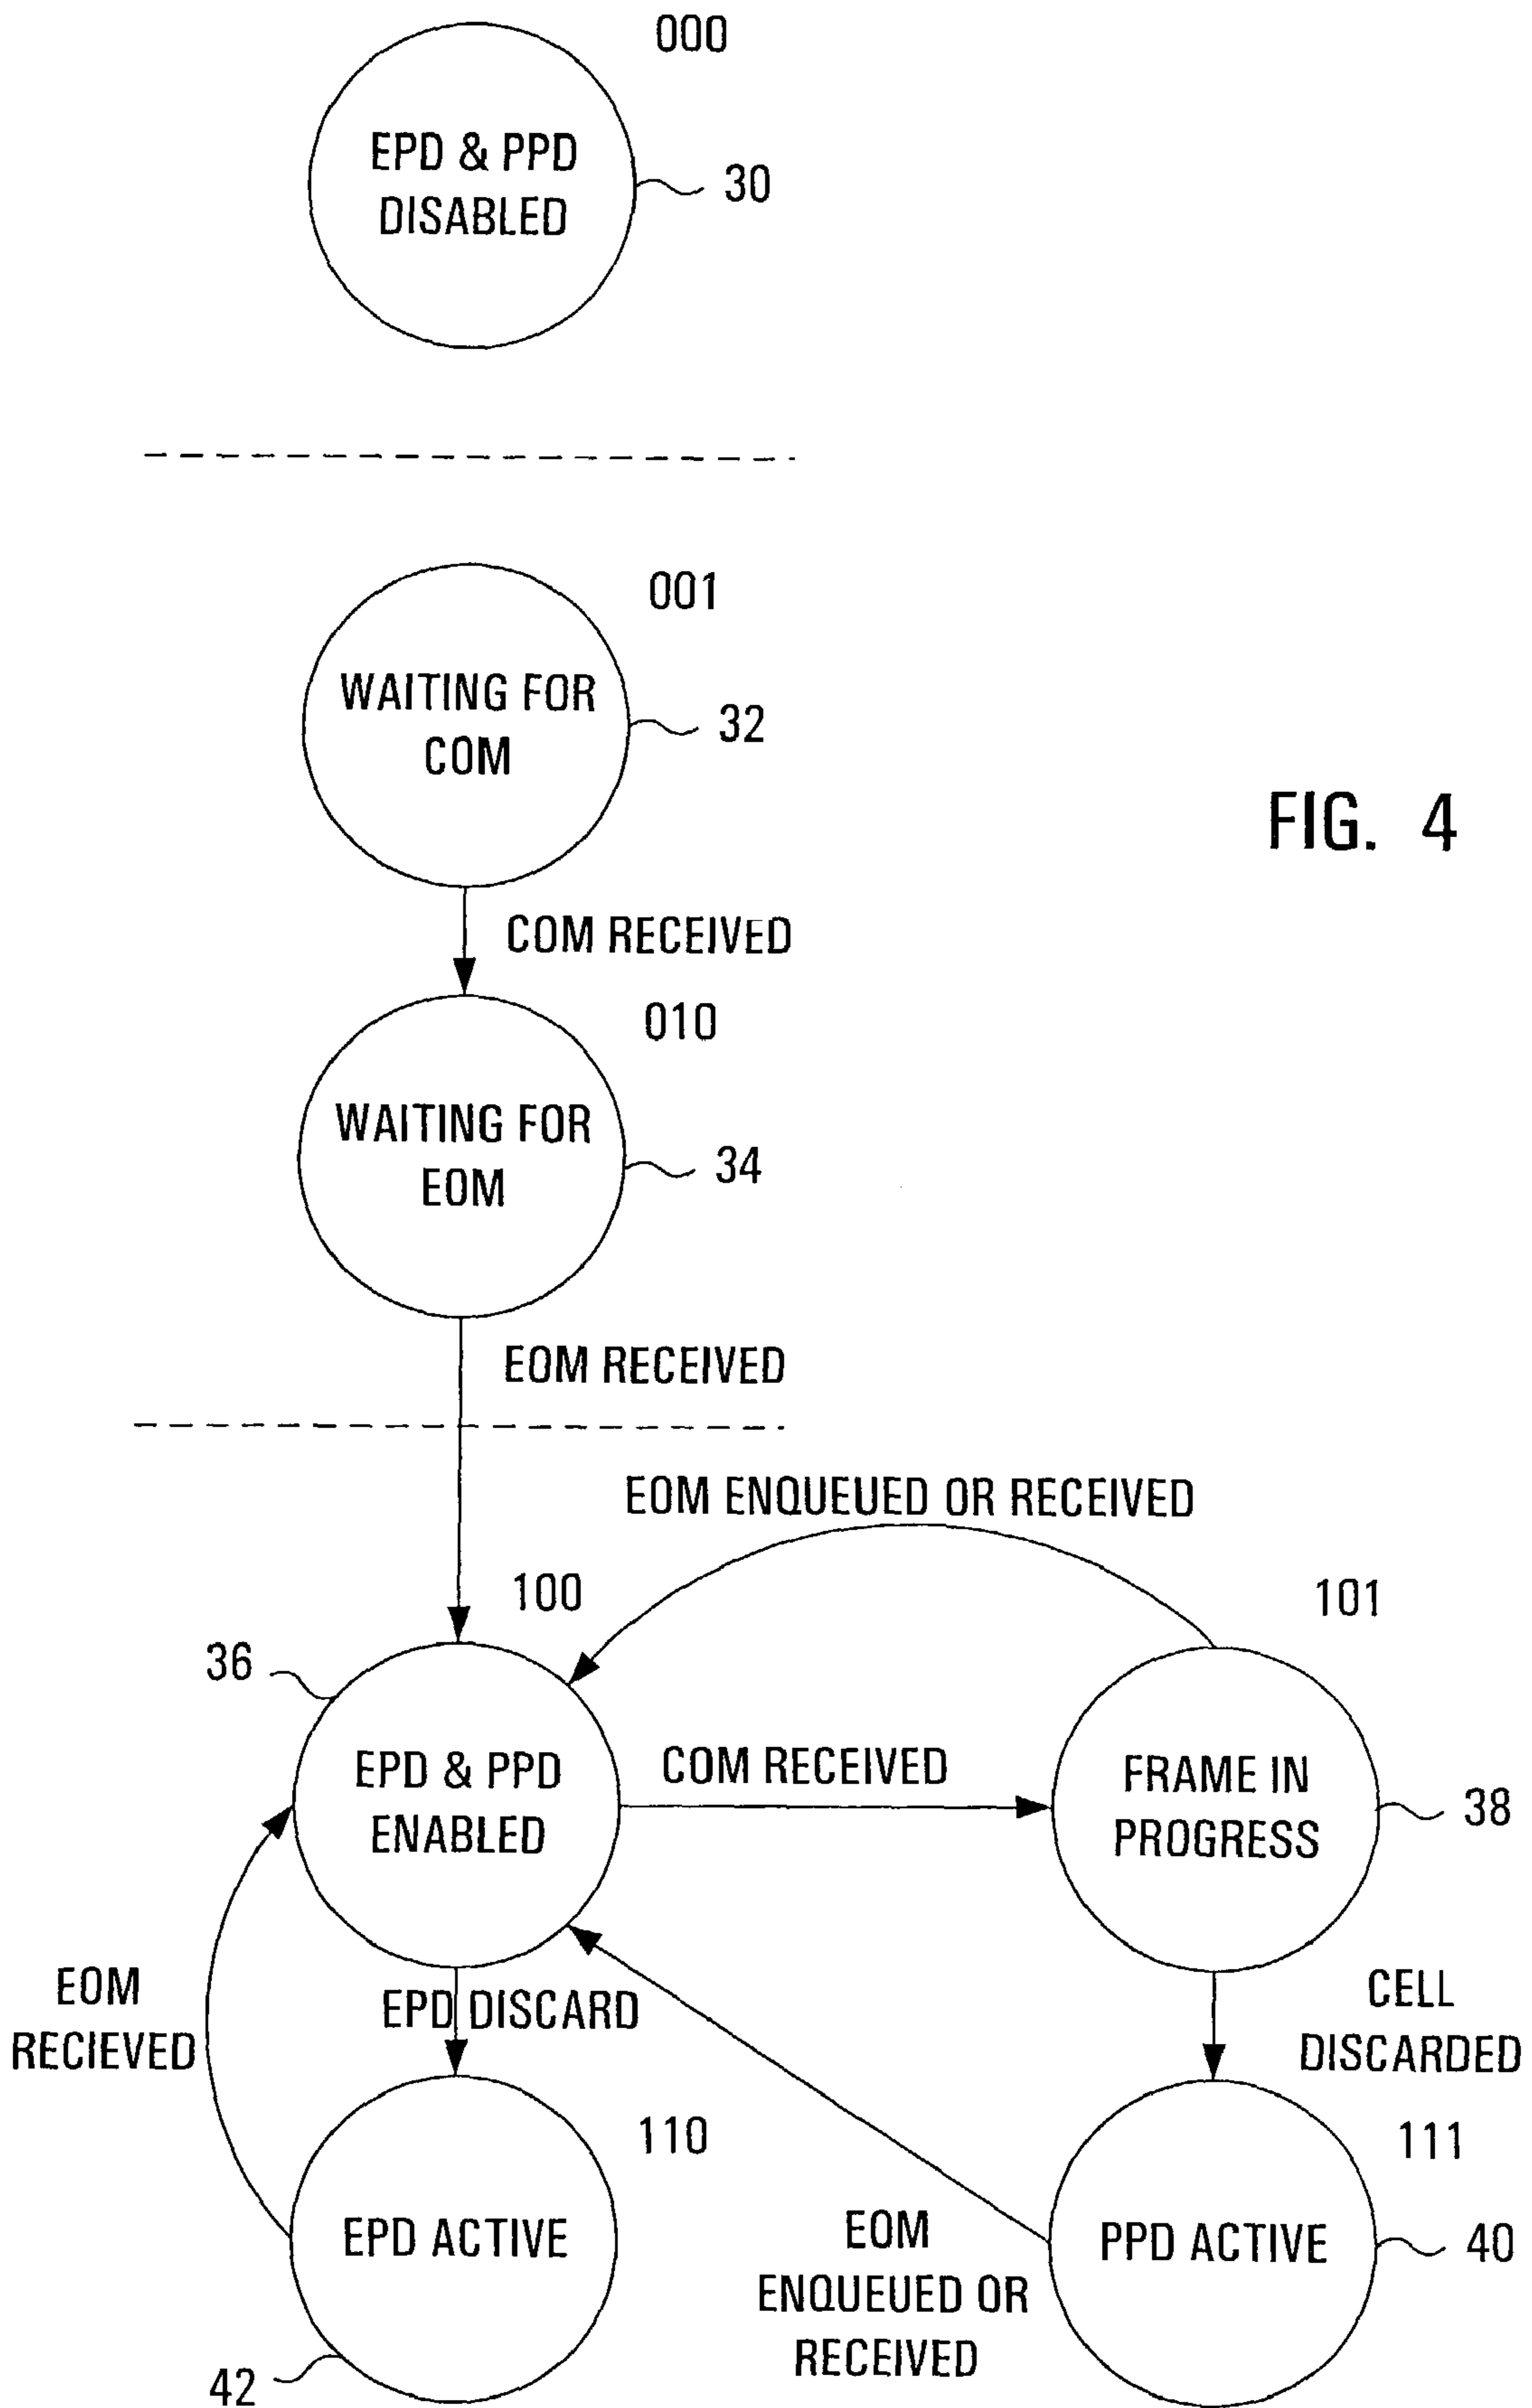 000
EPD & PPD
DISABLED
30
001
WAITING FOR
COM
32
FIG. 4
COM RECEIVED
010
WAITING FOR
EOM
34
EOM RECEIVED
EOM ENQUEUED OR RECEIVED
100
101
36
EPD & PPD
ENABLED
COM RECEIVED
FRAME IN
PROGRESS
38
EOM
RECIEVED
EPD DISCARD
CELL
DISCARDED
110
111
EPD ACTIVE
EOM
ENQUEUED OR
RECEIVED
PPD ACTIVE
40
42